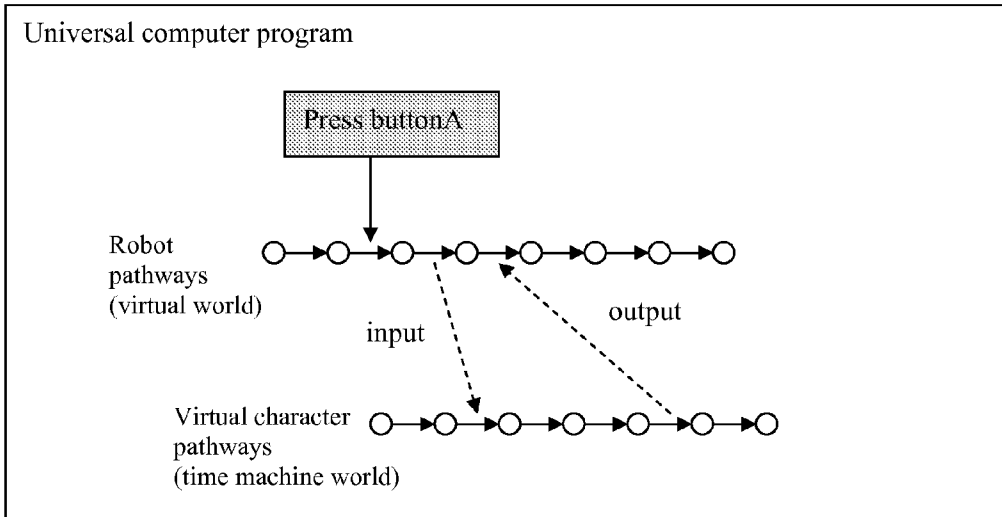 Universal computer program
Press buttonA
Robot
pathways
(virtual world)
input
output
Virtual character
pathways
(time machine world)